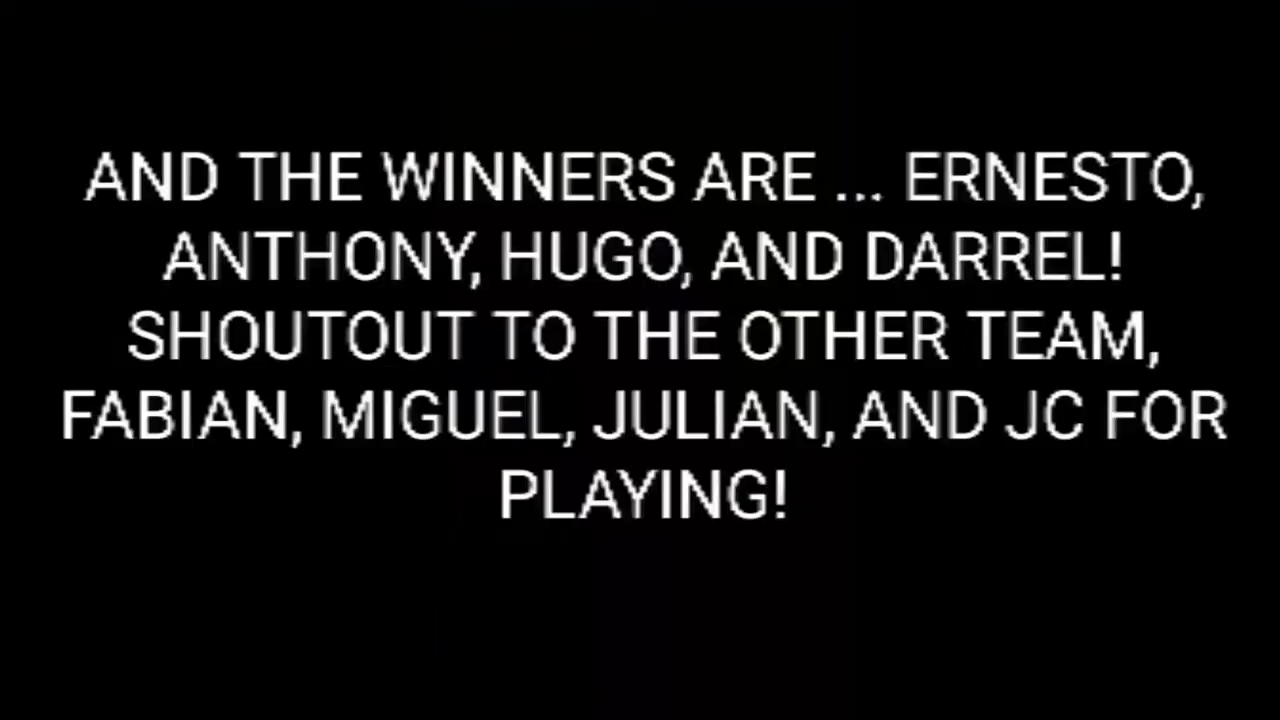 AND THE WINNERS ARE ... ERNESTO,
ANTHONY, HUGO, AND DARREL!
SHOUTOUT TO THE OTHER TEAM,
FABIAN, MIGUEL, JULIAN, AND JC FOR
PLAYING!